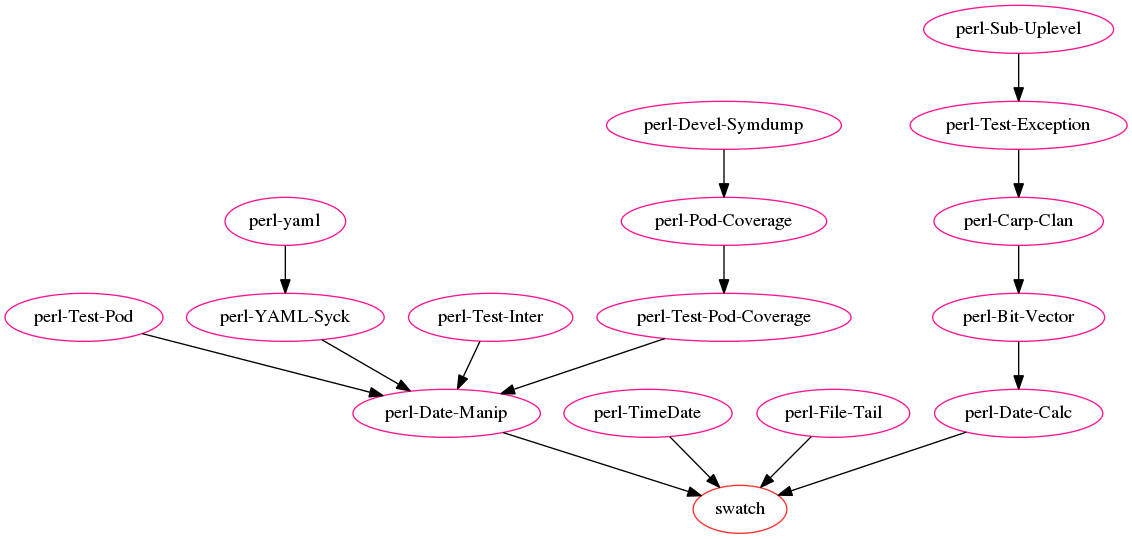 perl-Sub-Uplevel
perl-Devel-Symdump
perl-Test-Exception
perl-yaml
perl-Pod-Coverage
perl-Carp-Clan
perl-Test-Pod
perl-YAML-Syck
perl-Test-Inter
perl-Test-Pod-Coverage
perl-Bit-Vector
perl-Date-Manip
perl-TimeDate
perl-File-Tail
perl-Date-Calc
swatch